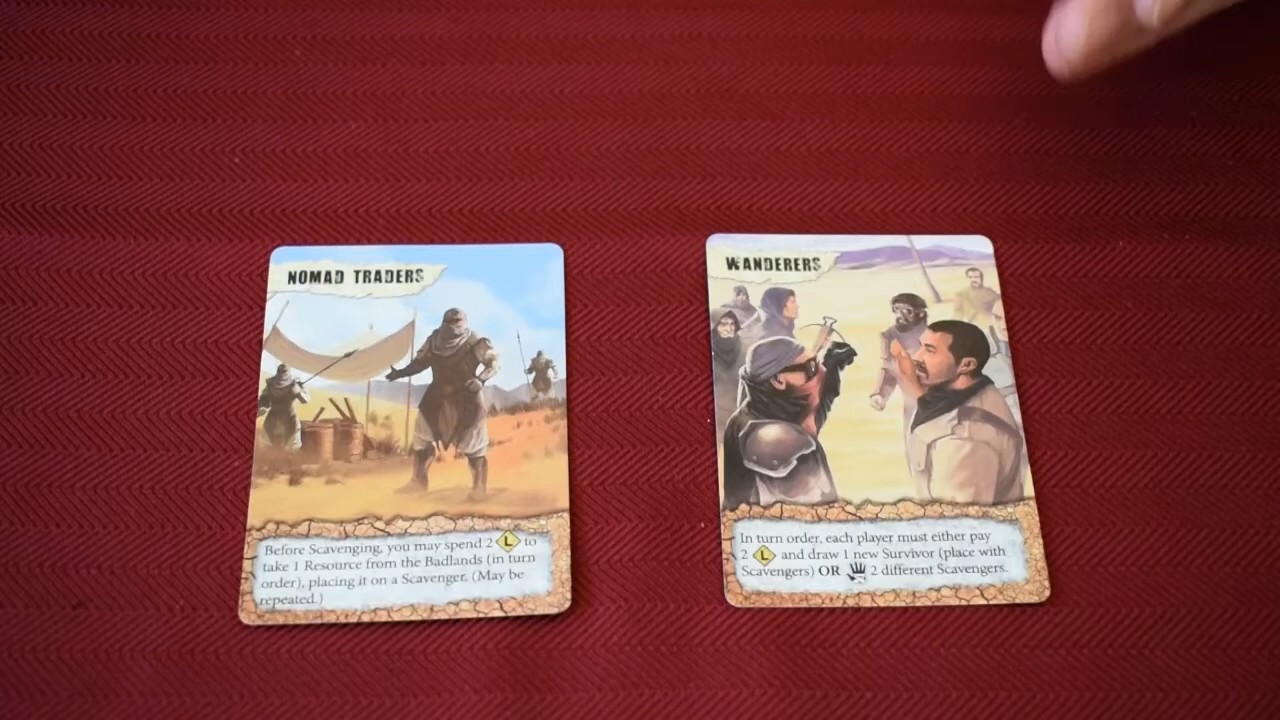 NOMAD TRADERS
Before Scavenging, you may spend 2 L to
take 1 Resource from the Badlands (in turn
order), placing it on a Scavenger. (May be
repeated.)
WANDERERS
In turn order, each player must either pay
2 L and draw 1 new Survivor (place with
Scavengers) OR 2 different Scavengers.